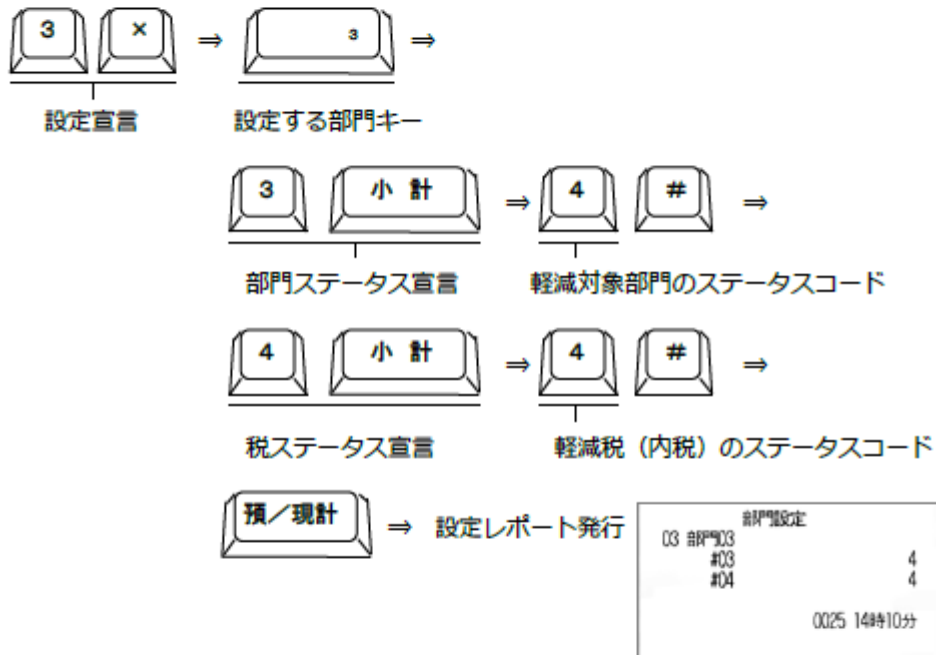 3 × ⇒ 3 ⇒
設定宣言 設定する部門キー
3 小 計 ⇒ 4 # ⇒
部門ステータス宣言 軽減対象部門のステータスコード
4 小 計 ⇒ 4 # ⇒
税ステータス宣言 軽減税（内税）のステータスコード
預／現計 ⇒ 設定レポート発行
部門設定
03 部門03
#03 4
#04 4
0025 14時10分